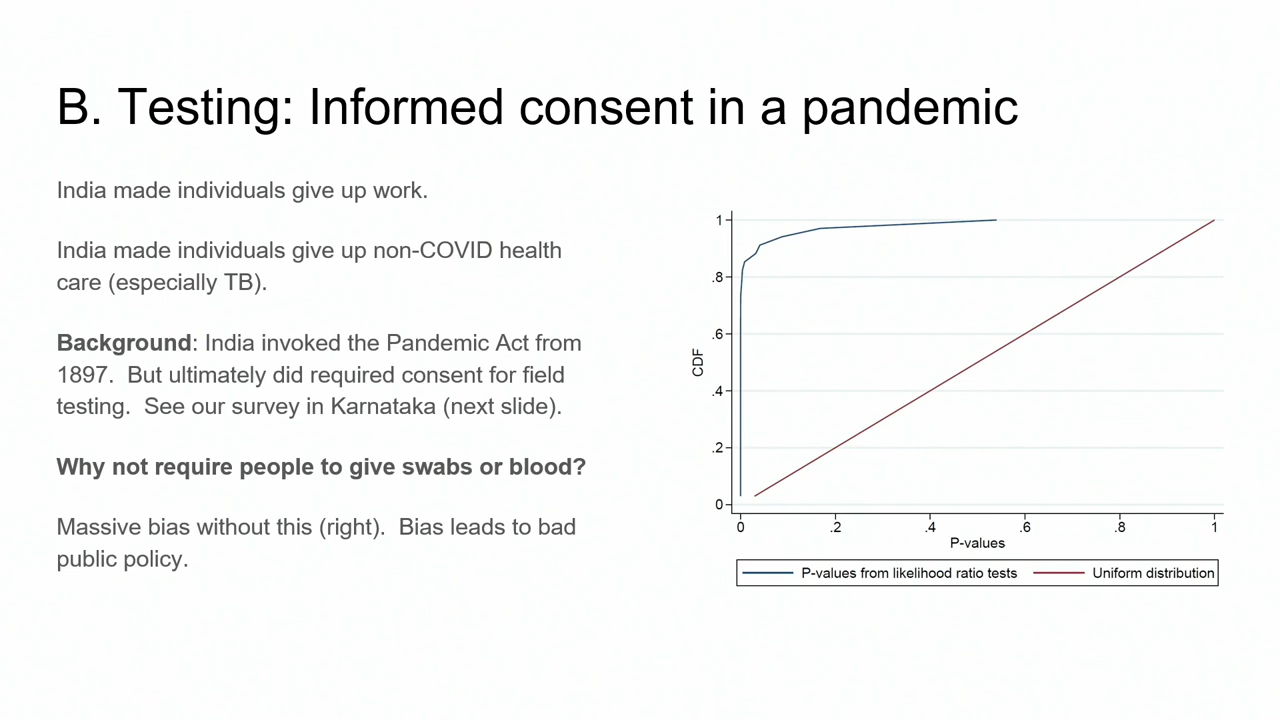 B. Testing: Informed consent in a pandemic
India made individuals give up work.
India made individuals give up non-COVID health
care (especially TB).
Background: India invoked the Pandemic Act from
1897.  But ultimately did required consent for field
testing.  See our survey in Karnataka (next slide).
Why not require people to give swabs or blood?
Massive bias without this (right).  Bias leads to bad
public policy.
1
.8
.6
.4
.2
0
CDF
0 .2 .4 .6 .8 1
P-values
P-values from likelihood ratio tests Uniform distribution